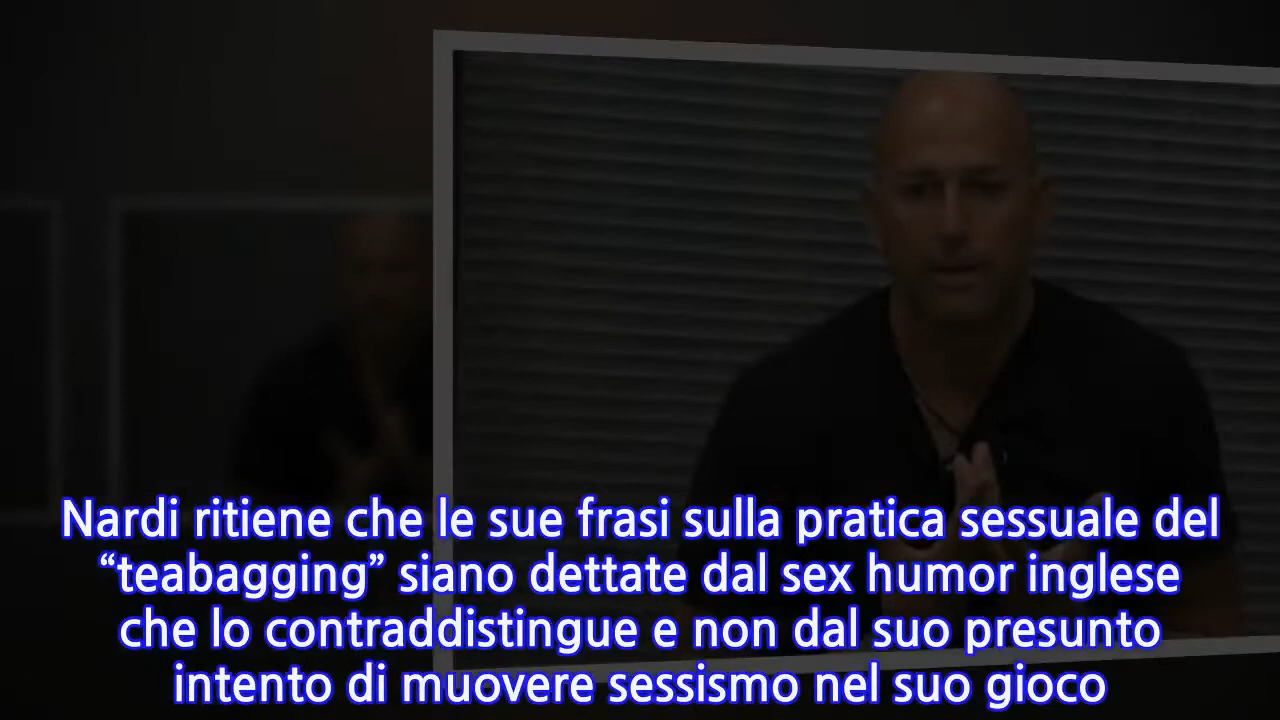 Nardi ritiene che le sue frasi sulla pratica sessuale del
“teabagging” siano dettate dal sex humor inglese
che lo contraddistingue e non dal suo presunto
intento di muovere sessismo nel suo gioco